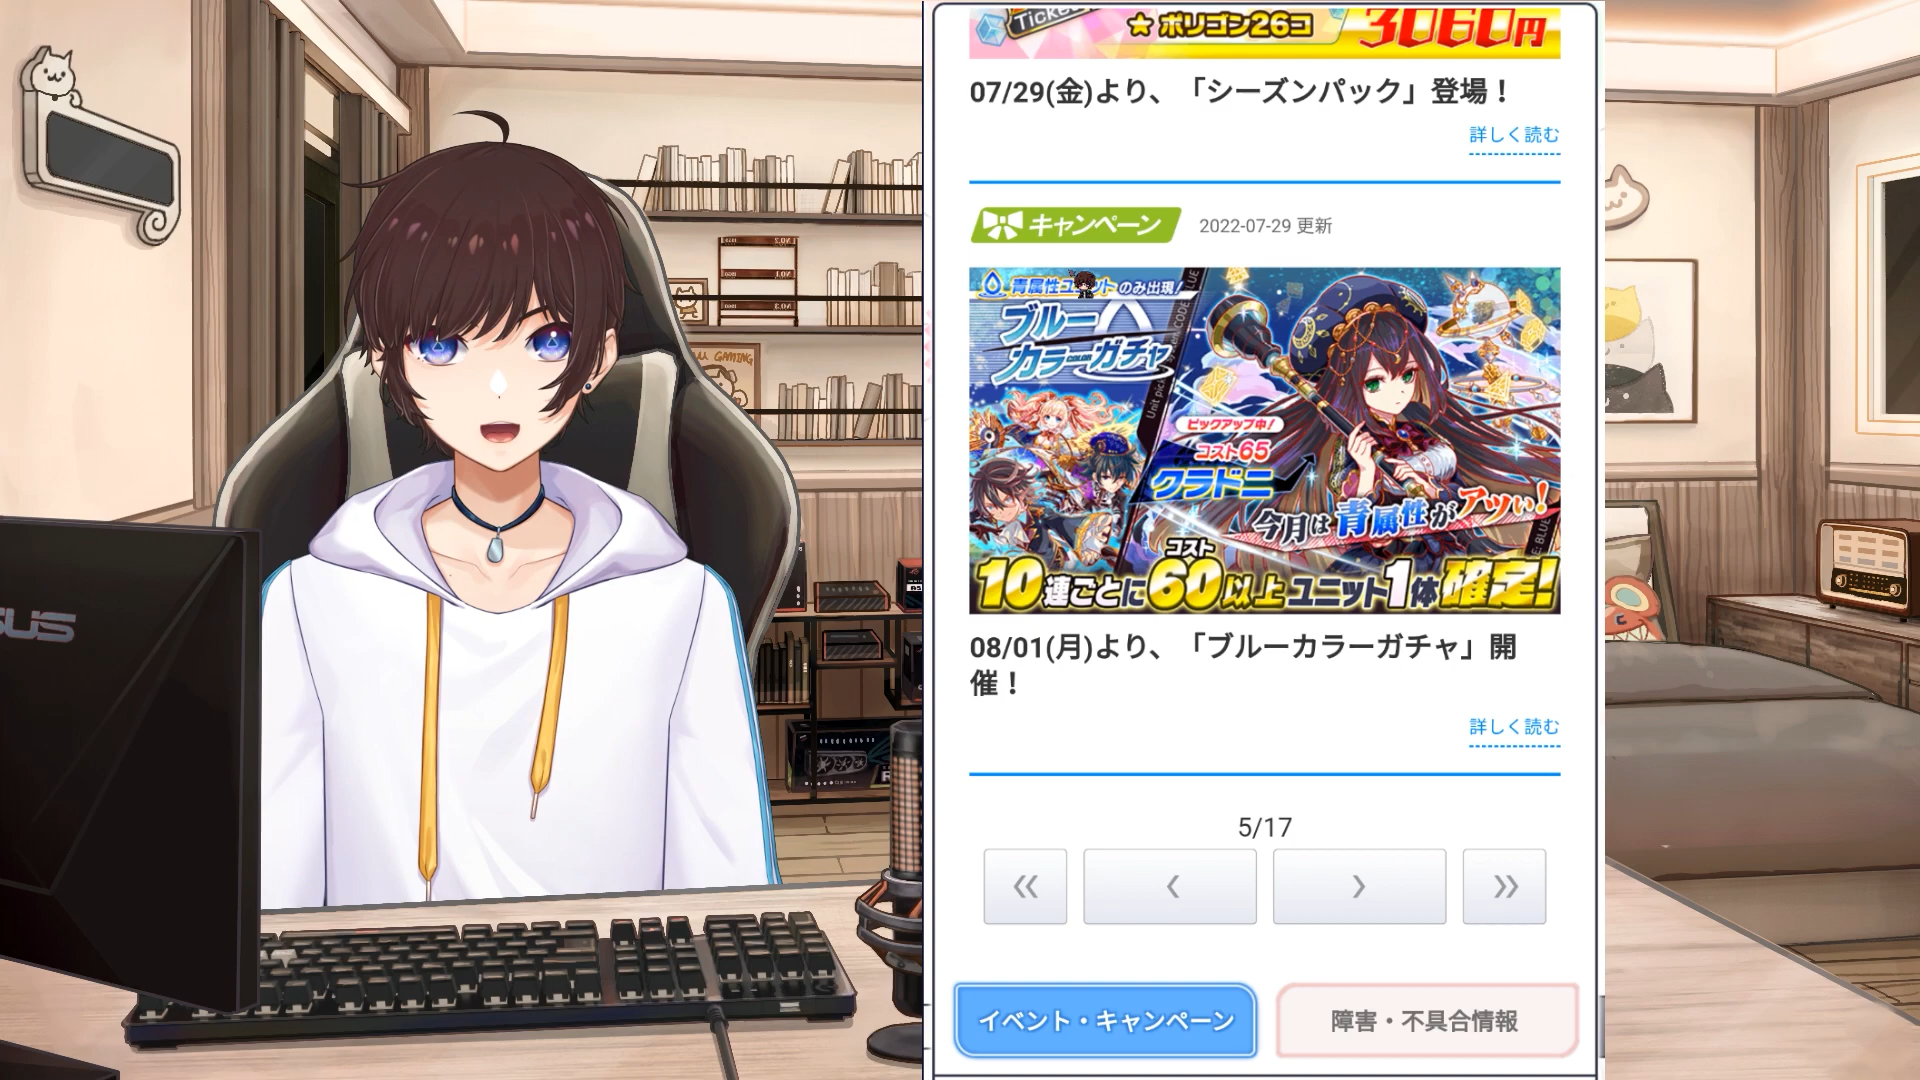 Ticket
★ポリゴン26コ
3060円
07/29(金)より、「シーズンパック」登場！
詳しく読む
キャンペーン
2022-07-29 更新
青属性ユニットのみ出現!
ブルー
カラーガチャ
COLOR
ピックアップ中!
コスト65
クラドニ
今月は青属性がアツい!
コスト
10連ごとに60以上ユニット1体確定!
08/01(月)より、「ブルーカラーガチャ」開
催！
詳しく読む
5/17
«
‹
›
»
イベント・キャンペーン
障害・不具合情報
SUS
GAMING